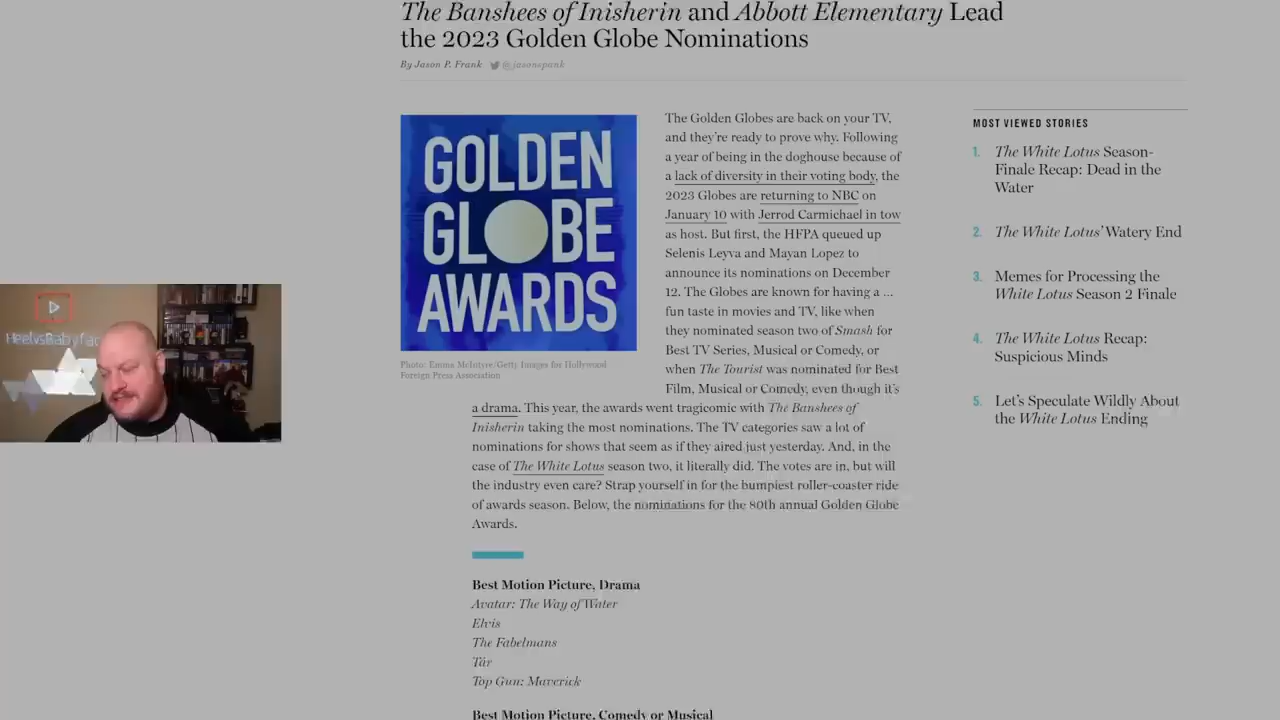 The Banshees of Inisherin and Abbott Elementary Lead
the 2023 Golden Globe Nominations
By Jason P. Frank @jasonspank
GOLDEN
GLOBE
AWARDS
Photo: Emma McIntyre/Getty Images for Hollywood
Foreign Press Association
The Golden Globes are back on your TV,
and they're ready to prove why. Following
a year of being in the doghouse because of
a lack of diversity in their voting body, the
2023 Globes are returning to NBC on
January 10 with Jerrod Carmichael in tow
as host. But first, the HFPA queued up
Selenis Leyva and Mayan Lopez to
announce its nominations on December
12. The Globes are known for having a ...
fun taste in movies and TV, like when
they nominated season two of Smash for
Best TV Series, Musical or Comedy, or
when The Tourist was nominated for Best
Film, Musical or Comedy, even though it's
a drama. This year, the awards went tragicomic with The Banshees of
Inisherin taking the most nominations. The TV categories saw a lot of
nominations for shows that seem as if they aired just yesterday. And, in the
case of The White Lotus season two, it literally did. The votes are in, but will
the industry even care? Strap yourself in for the bumpiest roller-coaster ride
of awards season. Below, the nominations for the 80th annual Golden Globe
Awards.
Best Motion Picture, Drama
Avatar: The Way of Water
Elvis
The Fabelmans
Tár
Top Gun: Maverick
Best Motion Picture, Comedy or Musical
MOST VIEWED STORIES
1. The White Lotus Season-
Finale Recap: Dead in the
Water
2. The White Lotus' Watery End
3. Memes for Processing the
White Lotus Season 2 Finale
4. The White Lotus Recap:
Suspicious Minds
5. Let's Speculate Wildly About
the White Lotus Ending